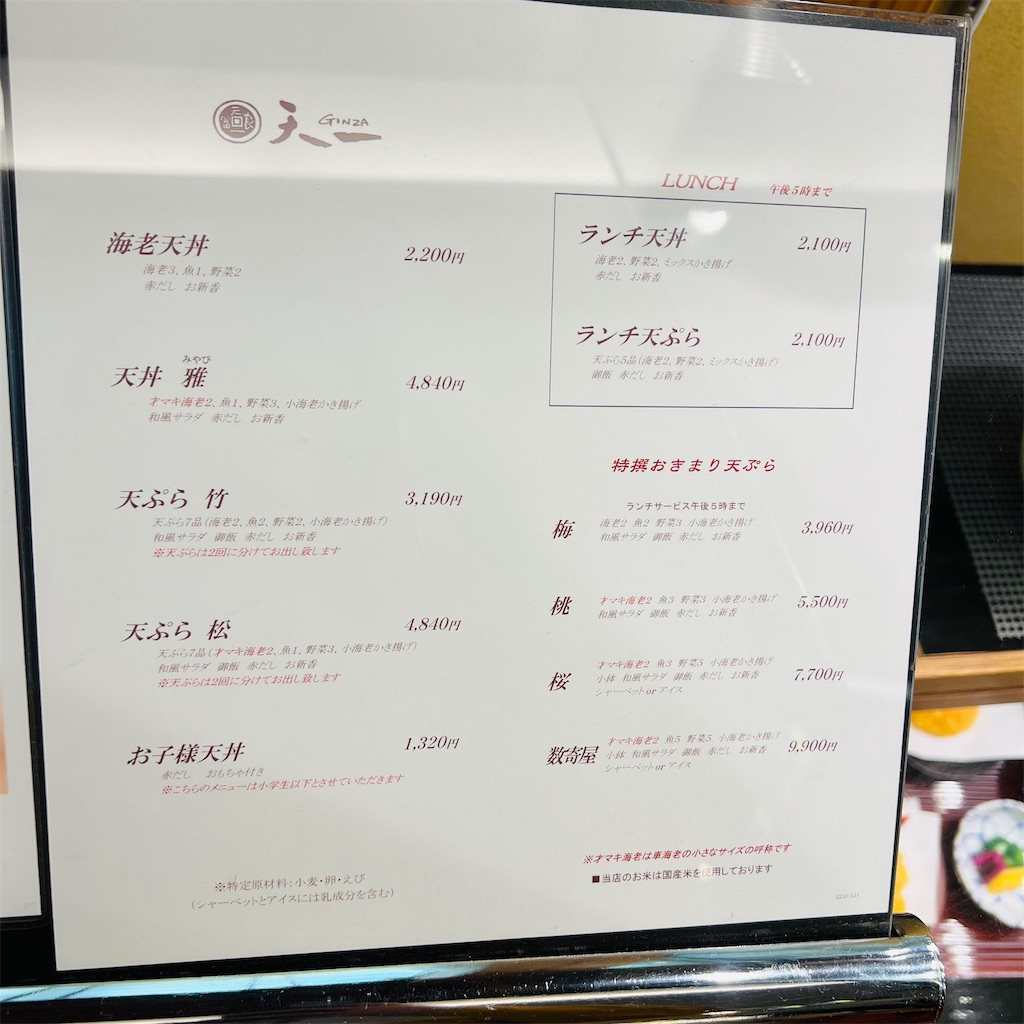 天一
GINZA
海老天丼 2,200円
海老3、魚1、野菜2
赤だし お新香
みやび
天丼 雅 4,840円
才マキ海老2、魚1、野菜3、小海老かき揚げ
和風サラダ 赤だし お新香
天ぷら 竹 3,190円
天ぷら7品(海老2、魚2、野菜2、小海老かき揚げ)
和風サラダ 御飯 赤だし お新香
※天ぷらは2回に分けてお出し致します
天ぷら 松 4,840円
天ぷら7品(才マキ海老2、魚1、野菜3、小海老かき揚げ)
和風サラダ 御飯 赤だし お新香
※天ぷらは2回に分けてお出し致します
お子様天丼 1,320円
赤だし おもちゃ付き
※こちらのメニューは小学生以下とさせていただきます
※特定原材料:小麦・卵・えび
(シャーベットとアイスには乳成分を含む)
LUNCH 午後5時まで
ランチ天丼 2,100円
海老2、野菜2、ミックスかき揚げ
赤だし お新香
ランチ天ぷら 2,100円
天ぷら5品(海老2、野菜2、ミックスかき揚げ)
御飯 赤だし お新香
特撰おきまり天ぷら
ランチサービス午後5時まで
梅 海老2 魚2 野菜3 小海老かき揚げ 3,960円
和風サラダ 御飯 赤だし お新香
桃 才マキ海老2 魚3 野菜3 小海老かき揚げ 5,500円
和風サラダ 御飯 赤だし お新香
桜 才マキ海老2 魚3 野菜5 小海老かき揚げ 7,700円
小鉢 和風サラダ 御飯 赤だし お新香
シャーベットorアイス
数寄屋 才マキ海老2 魚5 野菜5 小海老かき揚げ 9,900円
小鉢 和風サラダ 御飯 赤だし お新香
シャーベットorアイス
※才マキ海老は車海老の小さなサイズの呼称です
■当店のお米は国産米を使用しております